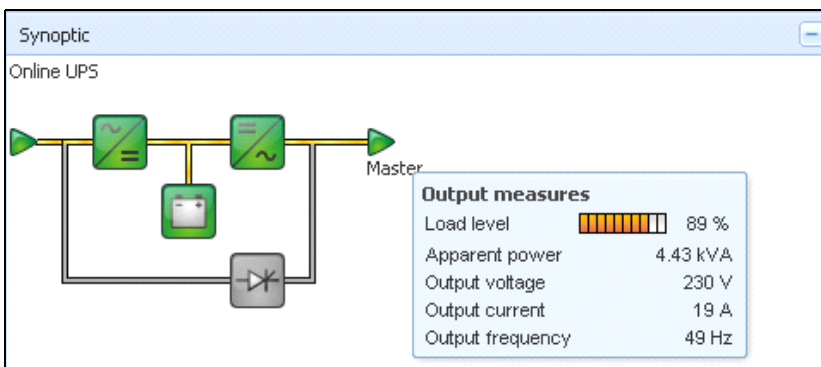 Synoptic
Online UPS
Master
Output measures
Load level 89 %
Apparent power 4.43 kVA
Output voltage 230 V
Output current 19 A
Output frequency 49 Hz